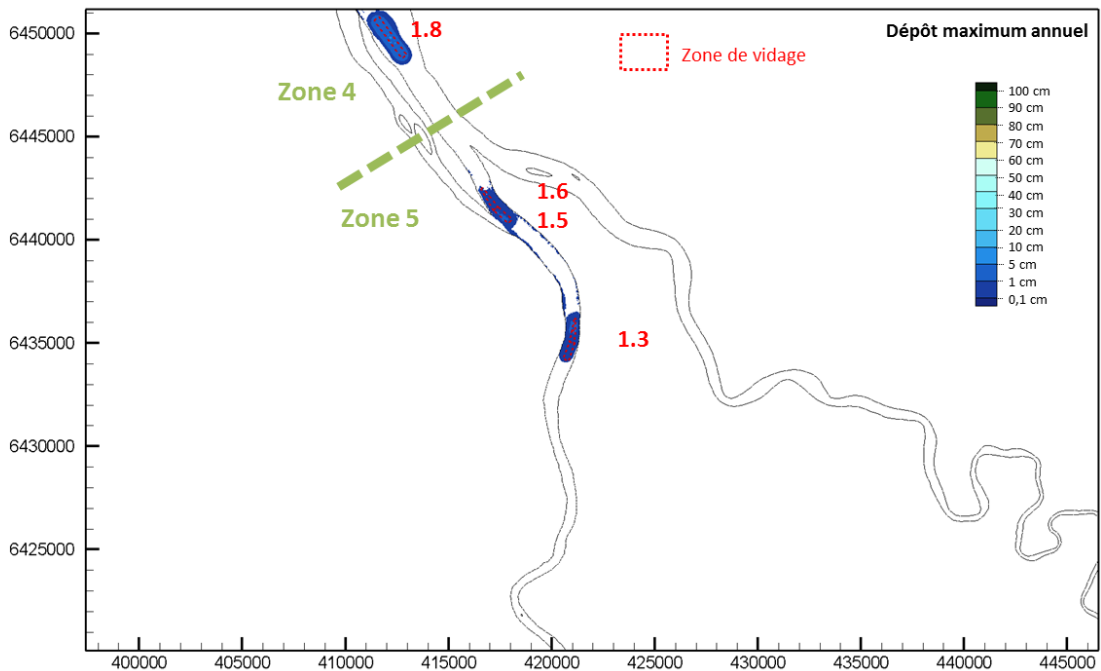 Dépôt maximum annuel
1.8
Zone de vidage
Zone 4
Zone 5
1.6
1.5
1.3
100 cm
90 cm
80 cm
70 cm
60 cm
50 cm
40 cm
30 cm
20 cm
10 cm
5 cm
1 cm
0,1 cm
6450000
6445000
6440000
6435000
6430000
6425000
400000 405000 410000 415000 420000 425000 430000 435000 440000 445000